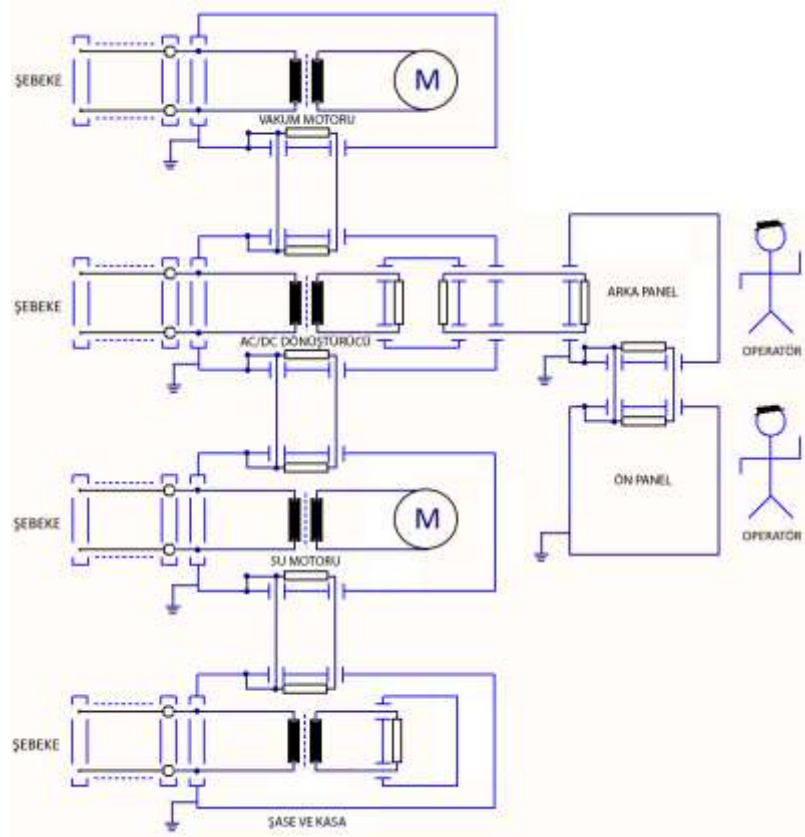 ŞEBEKE
M
VAKUM MOTORU
ŞEBEKE
AC/DC DÖNÜŞTÜRÜCÜ
ARKA PANEL
OPERATÖR
ŞEBEKE
M
SU MOTORU
ÖN PANEL
OPERATÖR
ŞEBEKE
ŞASE VE KASA